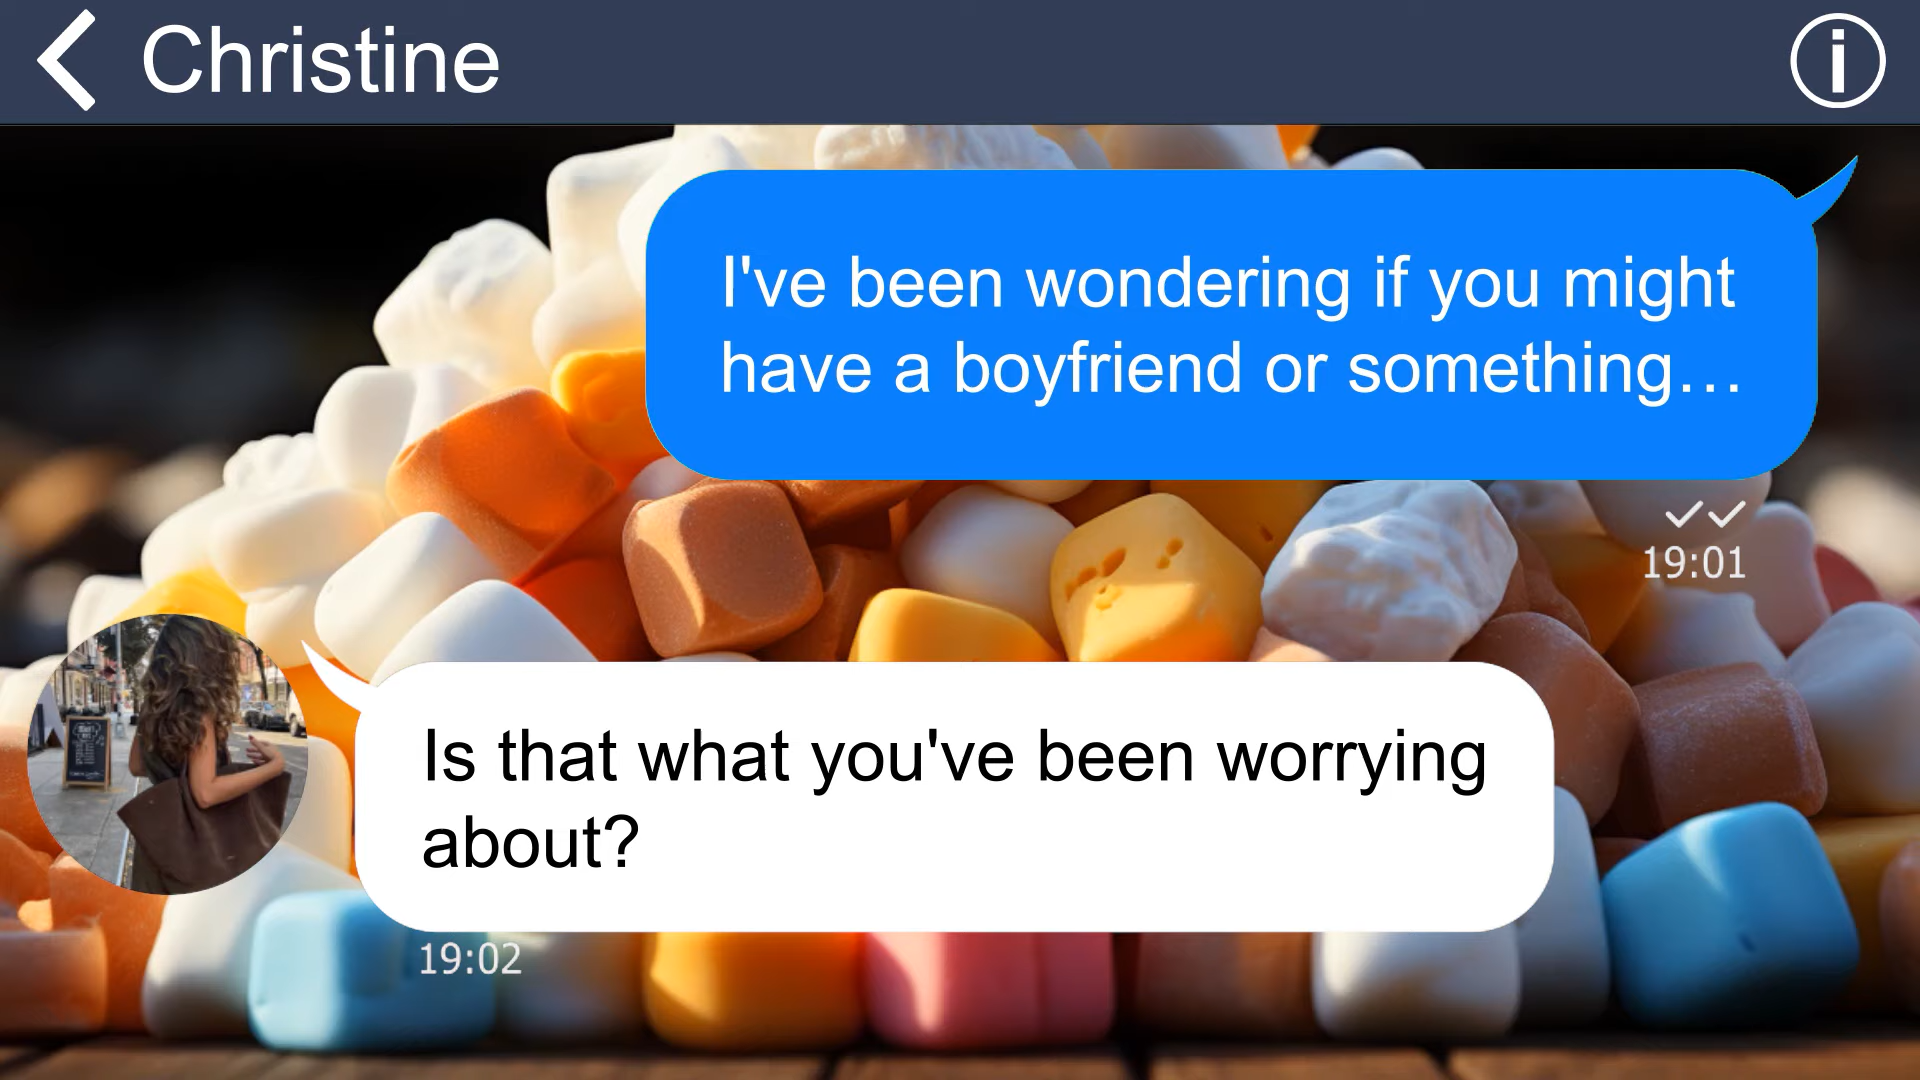 Christine
I've been wondering if you might
have a boyfriend or something…
19:01
Is that what you've been worrying
about?
19:02